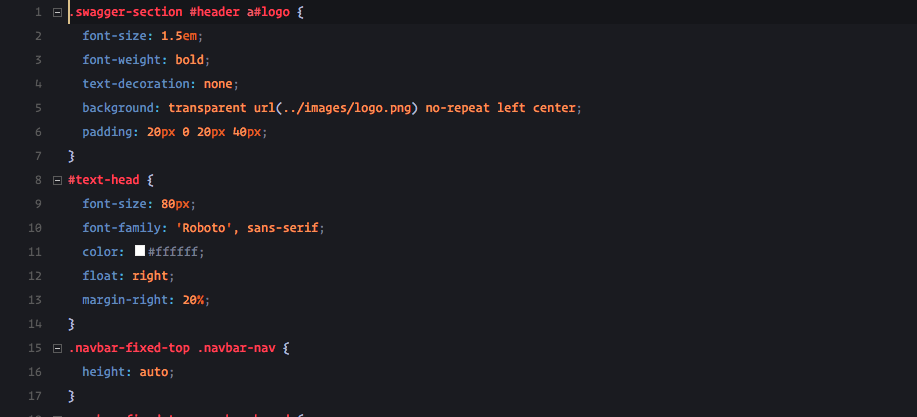 1 .swagger-section #header a#logo {
2 font-size: 1.5em;
3 font-weight: bold;
4 text-decoration: none;
5 background: transparent url(../images/logo.png) no-repeat left center;
6 padding: 20px 0 20px 40px;
7 }
8 #text-head {
9 font-size: 80px;
10 font-family: 'Roboto', sans-serif;
11 color: #ffffff;
12 float: right;
13 margin-right: 20%;
14 }
15 .navbar-fixed-top .navbar-nav {
16 height: auto;
17 }